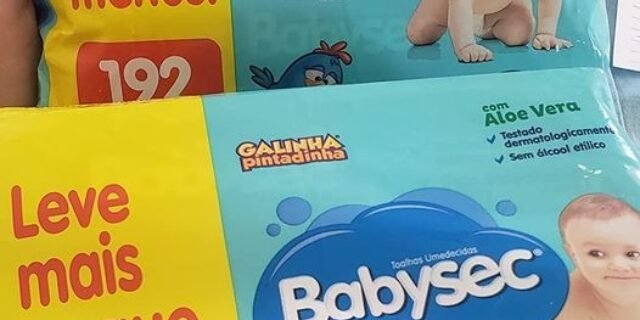 192
com
Aloe Vera
GALINHA
Pintadinha
Testado
dermatologicamente
Sem álcool etílico
Leve
mais
Toalhas Umedecidas
Babysec